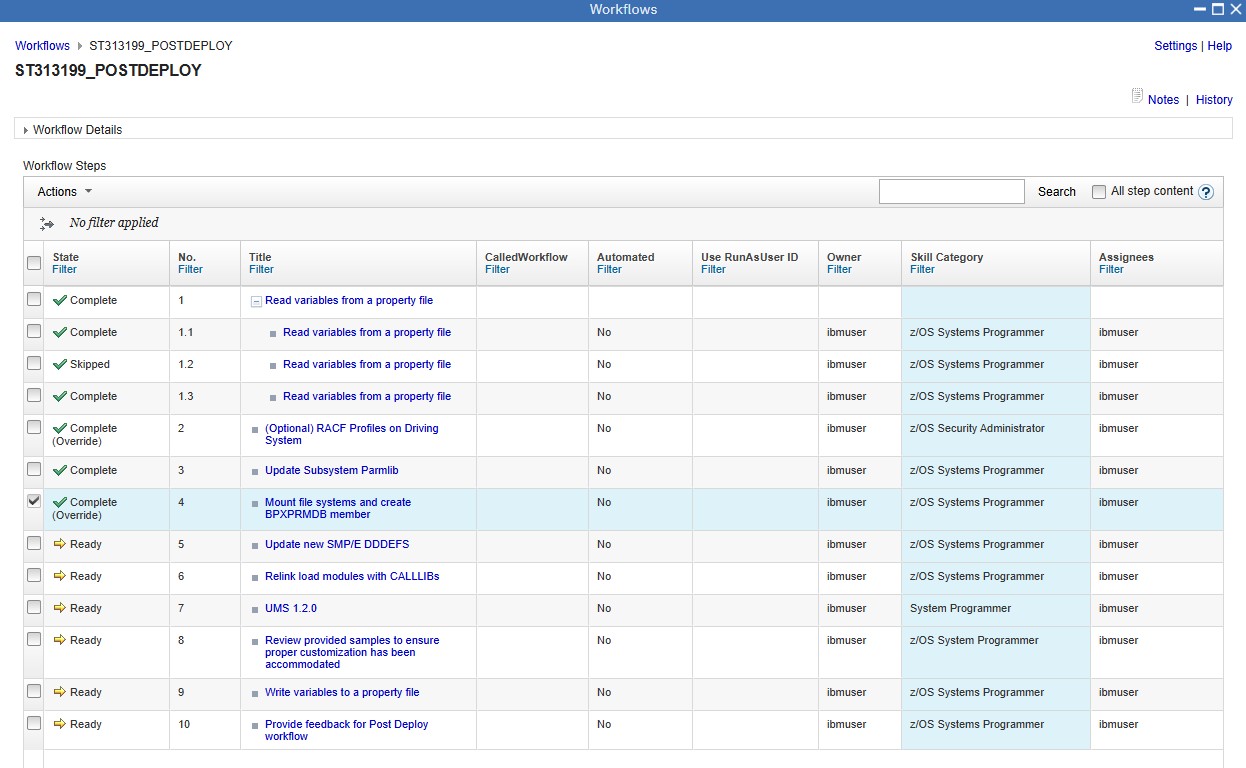 Workflows
Workflows ST313199_POSTDEPLOY
Settings | Help
ST313199_POSTDEPLOY
Notes | History
Workflow Details
Workflow Steps
Actions Search All step content ?
No filter applied
State No. Title CalledWorkflow Automated Use RunAsUser ID Owner Skill Category Assignees
Filter Filter Filter Filter Filter Filter Filter Filter Filter
Complete 1 Read variables from a property file
Complete 1.1 Read variables from a property file No ibmuser z/OS Systems Programmer ibmuser
Skipped 1.2 Read variables from a property file No ibmuser z/OS Systems Programmer ibmuser
Complete 1.3 Read variables from a property file No ibmuser z/OS Systems Programmer ibmuser
Complete 2 (Optional) RACF Profiles on Driving No ibmuser z/OS Security Administrator ibmuser
(Override) System
Complete 3 Update Subsystem Parmlib No ibmuser z/OS Systems Programmer ibmuser
Complete 4 Mount file systems and create No ibmuser z/OS Systems Programmer ibmuser
(Override) BPXPRMDB member
Ready 5 Update new SMP/E DDDEFS No ibmuser z/OS Systems Programmer ibmuser
Ready 6 Relink load modules with CALLLIBs No ibmuser z/OS Systems Programmer ibmuser
Ready 7 UMS 1.2.0 No ibmuser System Programmer ibmuser
Ready 8 Review provided samples to ensure No ibmuser z/OS System Programmer ibmuser
proper customization has been
accommodated
Ready 9 Write variables to a property file No ibmuser z/OS Systems Programmer ibmuser
Ready 10 Provide feedback for Post Deploy No ibmuser z/OS Systems Programmer ibmuser
workflow